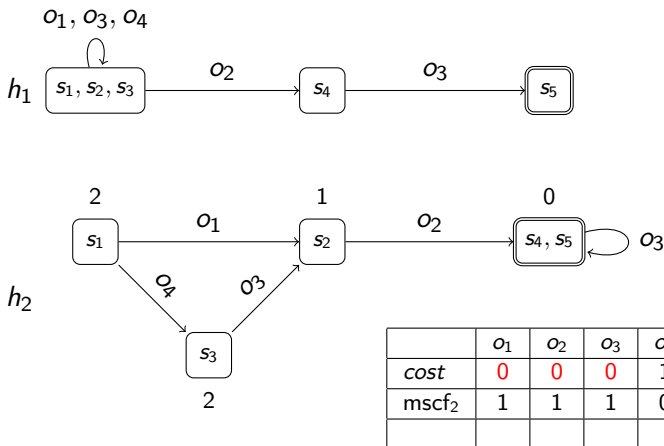 o₁, o₃, o₄
h₁ s₁, s₂, s₃ o₂ s₄ o₃ s₅
2 1 0
s₁ o₁ s₂ o₂ s₄, s₅ o₃
o₄ o₃
h₂
s₃
2
o₁ o₂ o₃
cost 0 0 0 1
mscf₂ 1 1 1 0